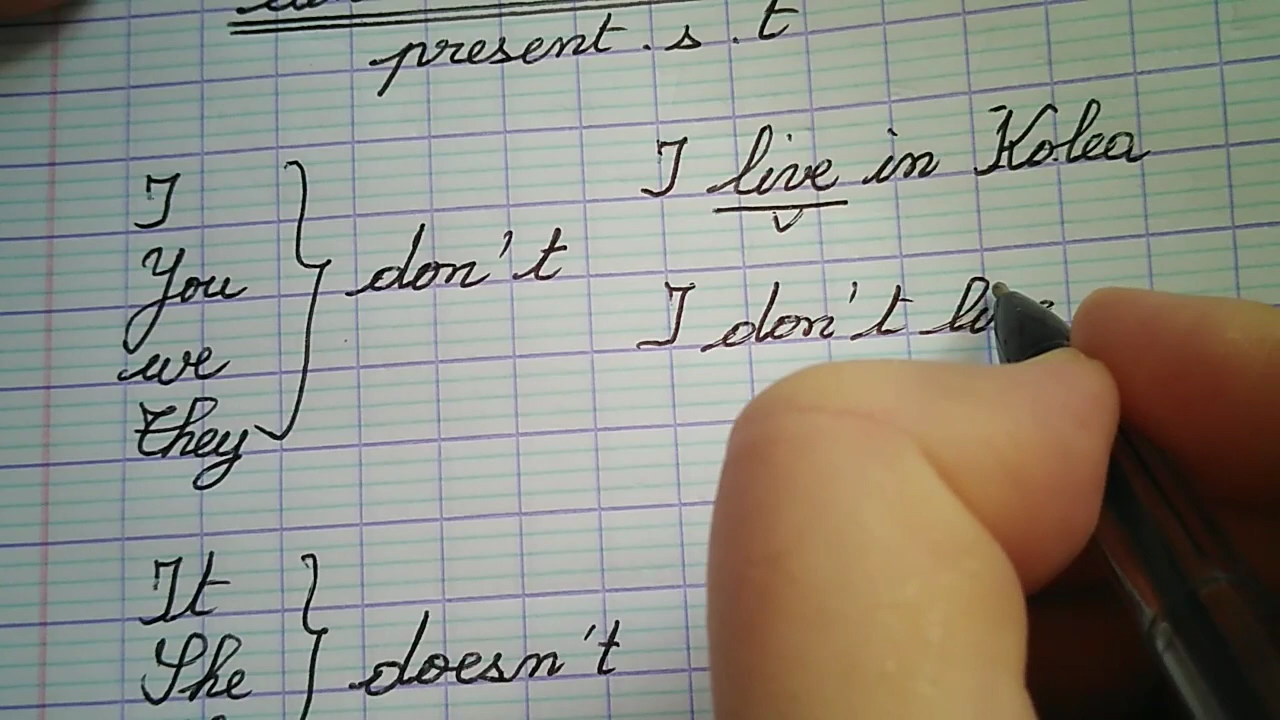 present.s.t
I live in Kolea
I
You
don't
we
they
I don't
It
She
doesn't